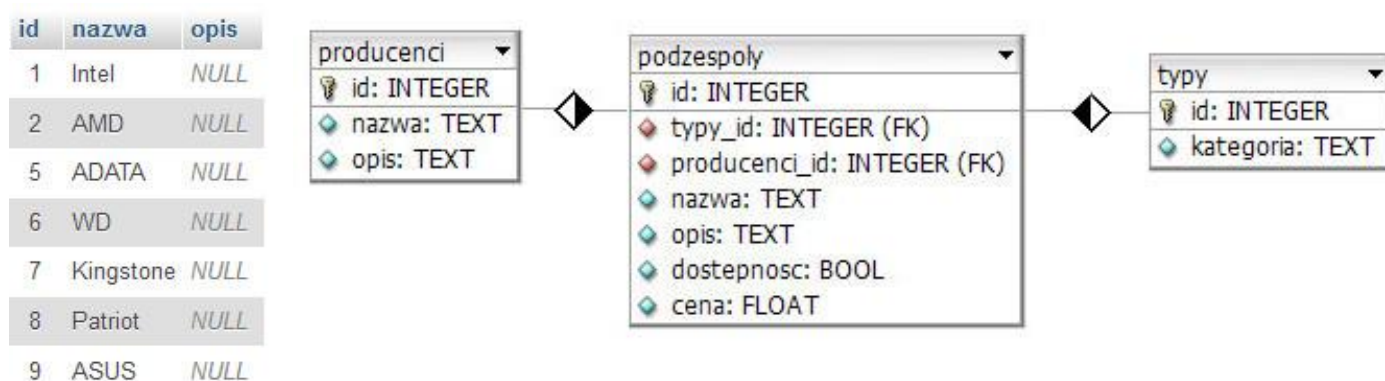 id nazwa opis
1 Intel NULL
2 AMD NULL
5 ADATA NULL
6 WD NULL
7 Kingstone NULL
8 Patriot NULL
9 ASUS NULL
producenci
id: INTEGER
nazwa: TEXT
opis: TEXT
podzespoly
id: INTEGER
typy_id: INTEGER (FK)
producenci_id: INTEGER (FK)
nazwa: TEXT
opis: TEXT
dostepnosc: BOOL
cena: FLOAT
typy
id: INTEGER
kategoria: TEXT